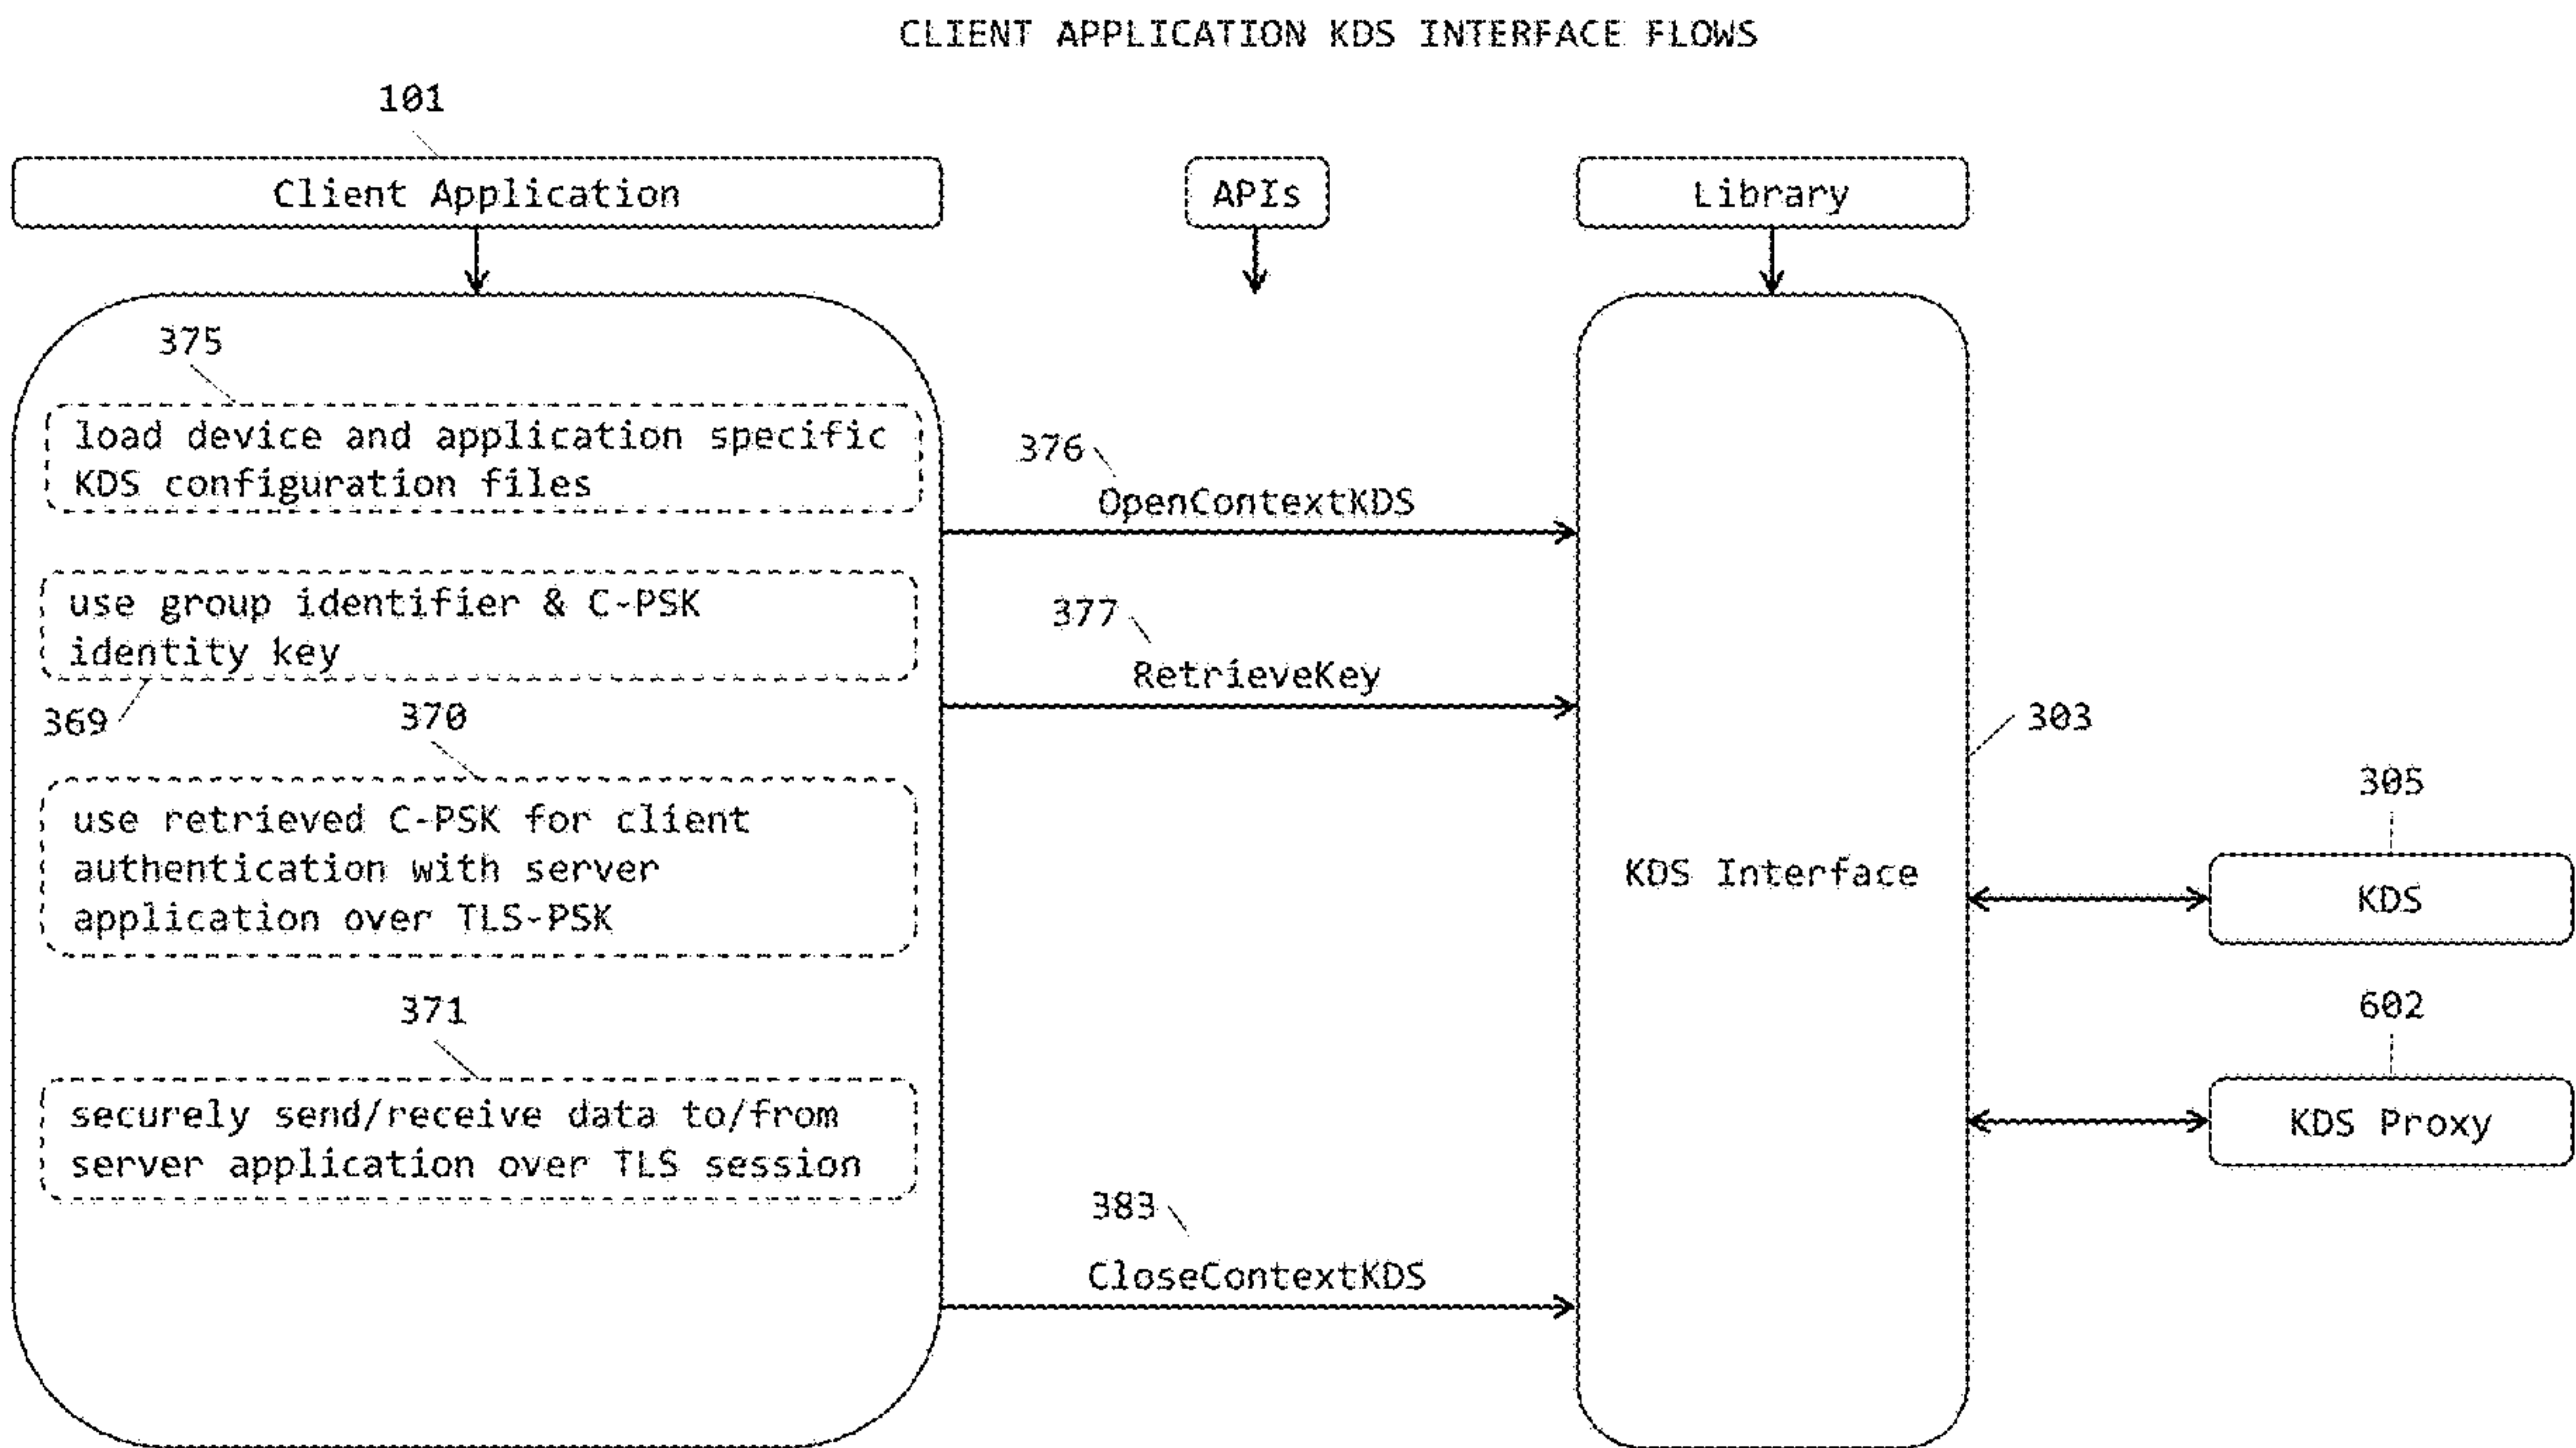 CLIENT APPLICATION KDS INTERFACE FLOWS
101
Client Application
APIs
Library
375
load device and application specific
KDS configuration files
376
OpenContextKDS
use group identifier & C-PSK
identity key
369
377
RetrieveKey
370
use retrieved C-PSK for client
authentication with server
application over TLS-PSK
371
securely send/receive data to/from
server application over TLS session
383
CloseContextKDS
303
KDS Interface
305
KDS
602
KDS Proxy